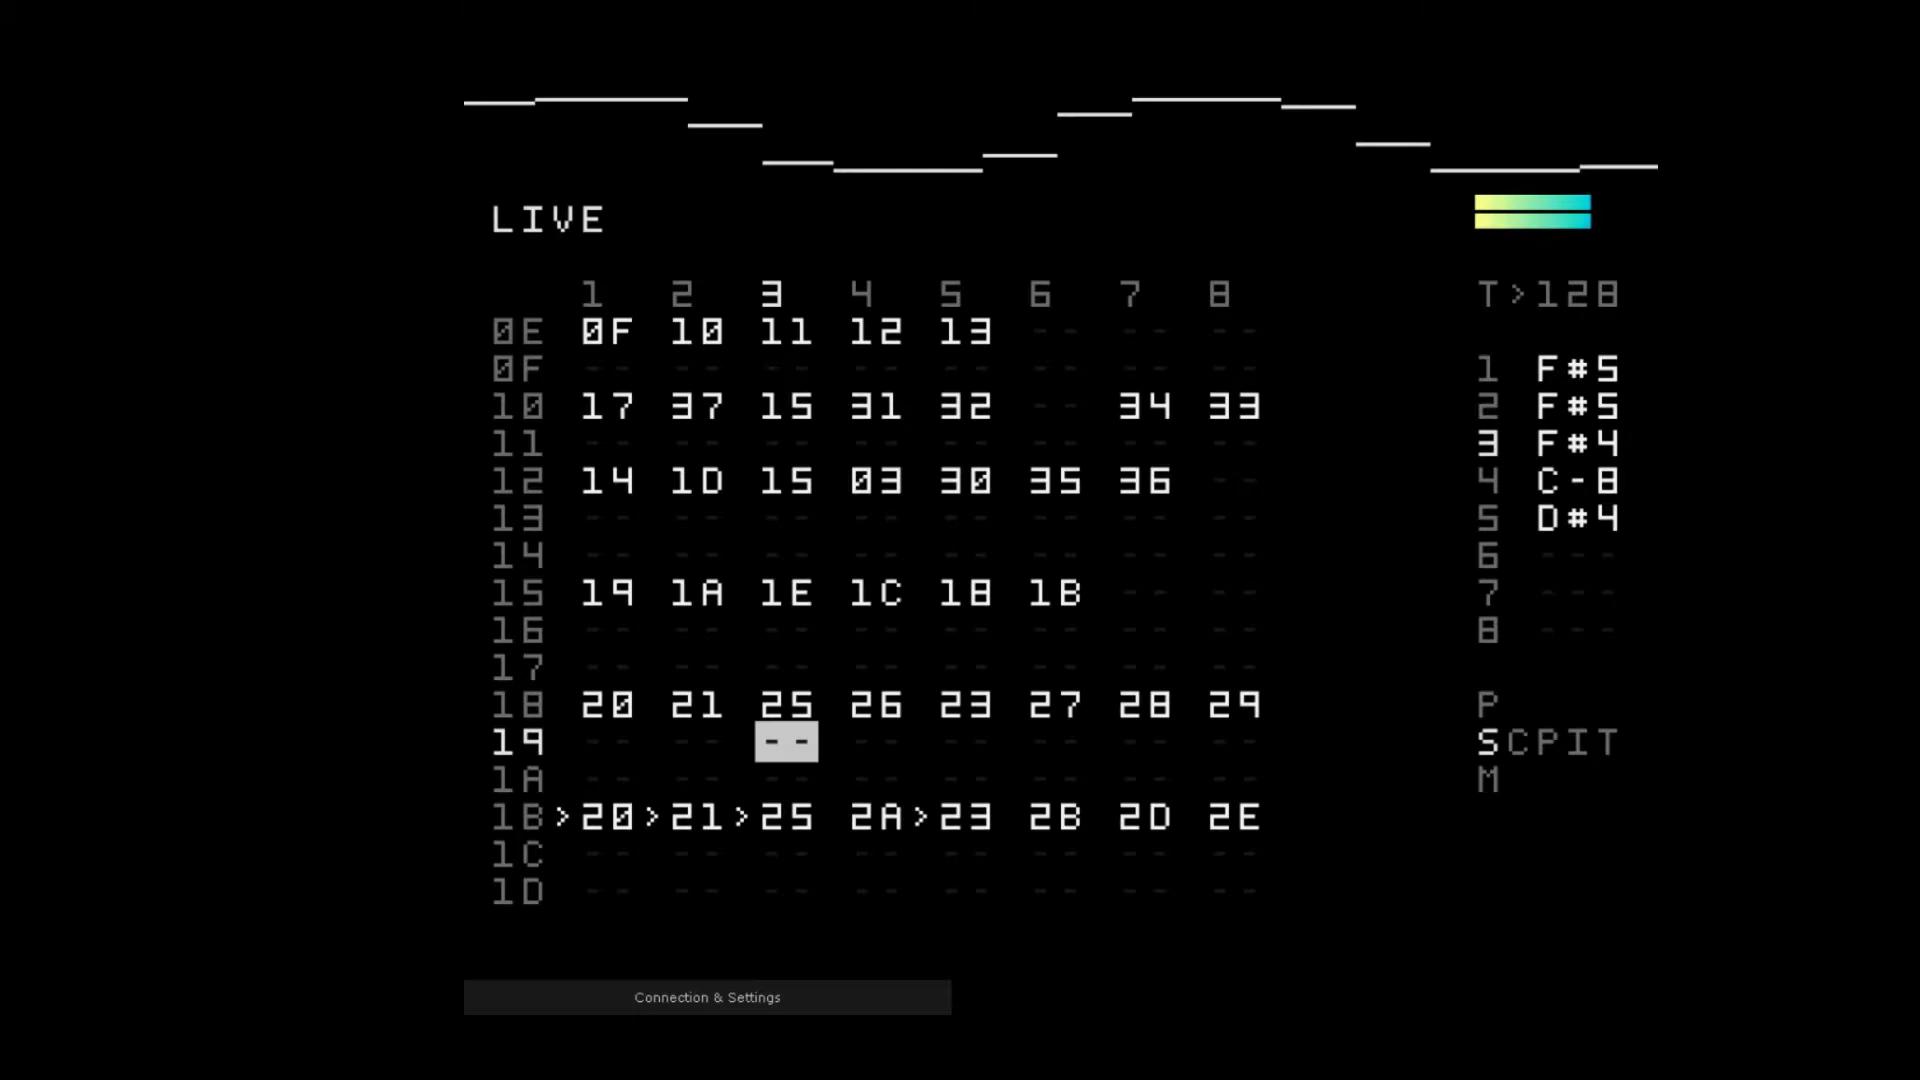 LIVE
1 2 3 4 5 6 7 8 T>128
0E 0F 10 11 12 13 -- -- --
0F -- -- -- -- -- -- -- -- 1 F#5
10 17 37 15 31 32 -- 34 33 2 F#5
11 -- -- -- -- -- -- -- -- 3 F#4
12 14 1D 15 03 30 35 36 -- 4 C-8
13 -- -- -- -- -- -- -- -- 5 D#4
14 -- -- -- -- -- -- -- -- 6 ---
15 19 1A 1E 1C 18 1B -- -- 7 ---
16 -- -- -- -- -- -- -- -- 8 ---
17 -- -- -- -- -- -- -- --
18 20 21 25 26 23 27 28 29 P
19 -- -- -- -- -- -- -- -- SCPIT
1A -- -- -- -- -- -- -- -- M
1B>20>21>25 2A>23 2B 2D 2E
1C -- -- -- -- -- -- -- --
1D -- -- -- -- -- -- -- --
Connection & Settings